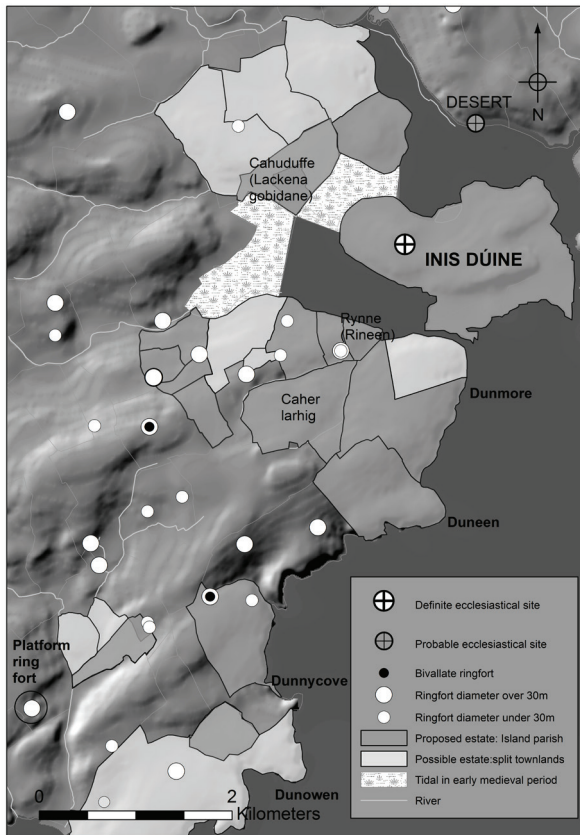 DESERT
N
Cahuduffe
(Lackena
gobidane)
INIS DÚINE
Rynne
(Rineen)
Caher
larhig
Dunmore
Duneen
Platform
ring
fort
Dunnycove
Dunowen
0 2
Kilometers
Definite ecclesiastical site
Probable ecclesiastical site
Bivallate ringfort
Ringfort diameter over 30m
Ringfort diameter under 30m
Proposed estate: Island parish
Possible estate:split townlands
Tidal in early medieval period
River